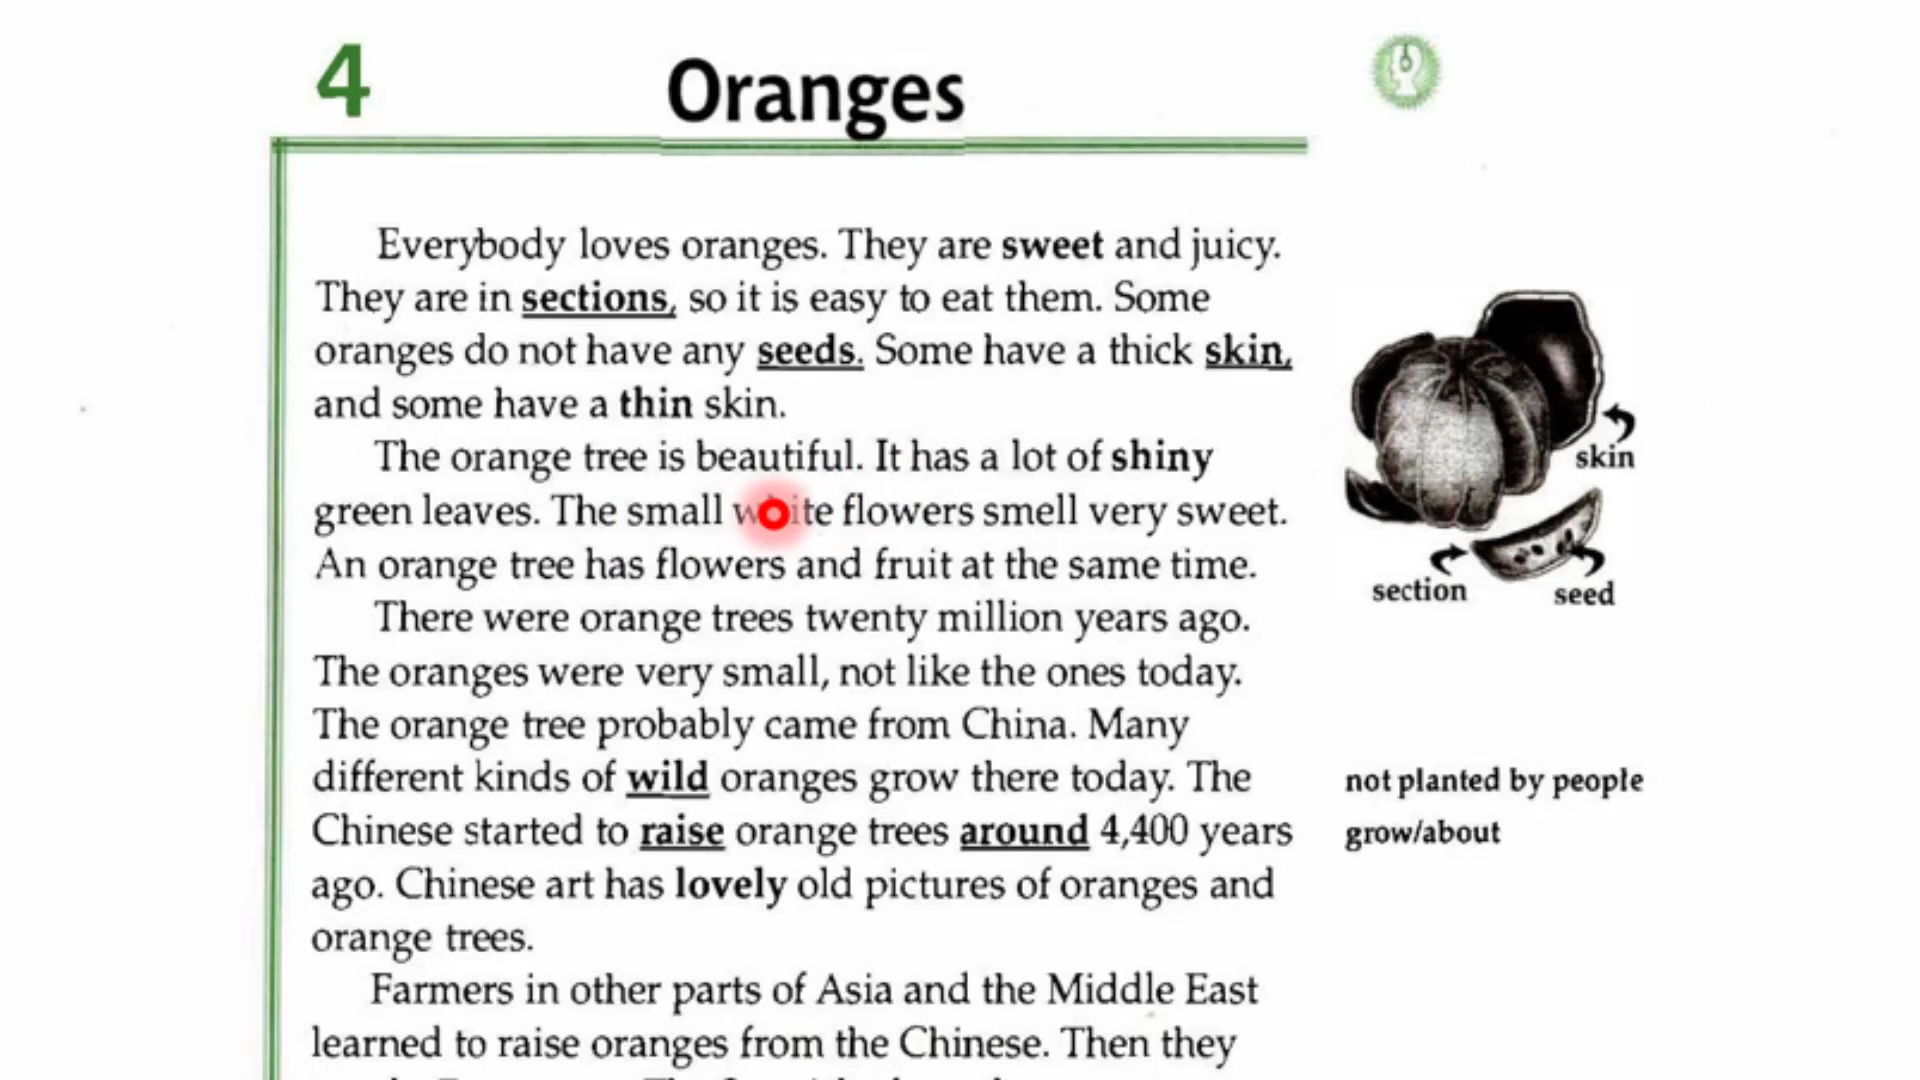 4
Oranges
Everybody loves oranges. They are sweet and juicy.
They are in sections, so it is easy to eat them. Some
oranges do not have any seeds. Some have a thick skin,
and some have a thin skin.
The orange tree is beautiful. It has a lot of shiny
green leaves. The small white flowers smell very sweet.
An orange tree has flowers and fruit at the same time.
There were orange trees twenty million years ago.
The oranges were very small, not like the ones today.
The orange tree probably came from China. Many
different kinds of wild oranges grow there today. The
Chinese started to raise orange trees around 4,400 years
ago. Chinese art has lovely old pictures of oranges and
orange trees.
Farmers in other parts of Asia and the Middle East
learned to raise oranges from the Chinese. Then they
skin
section
seed
not planted by people
grow/about